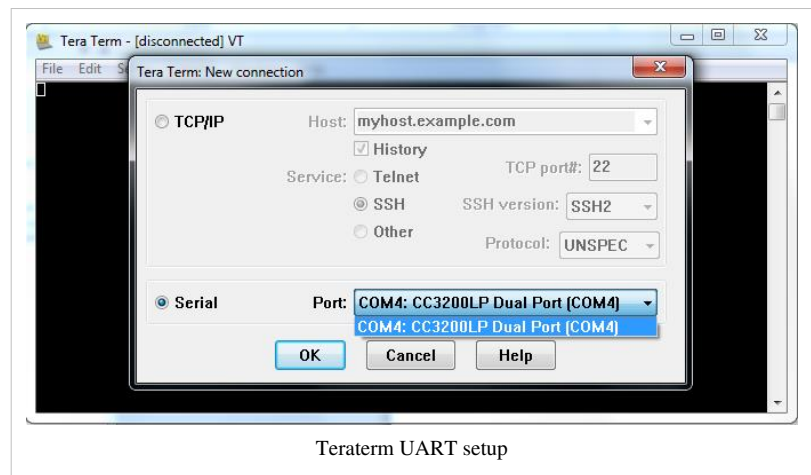 Tera Term - [disconnected] VT
File Edit S
Tera Term: New connection
TCP/IP
Host: myhost.example.com
History
Service: Telnet
TCP port#: 22
SSH
SSH version: SSH2
Other
Protocol: UNSPEC
Serial
Port: COM4: CC3200LP Dual Port (COM4)
COM4: CC3200LP Dual Port (COM4)
OK Cancel Help
Teraterm UART setup